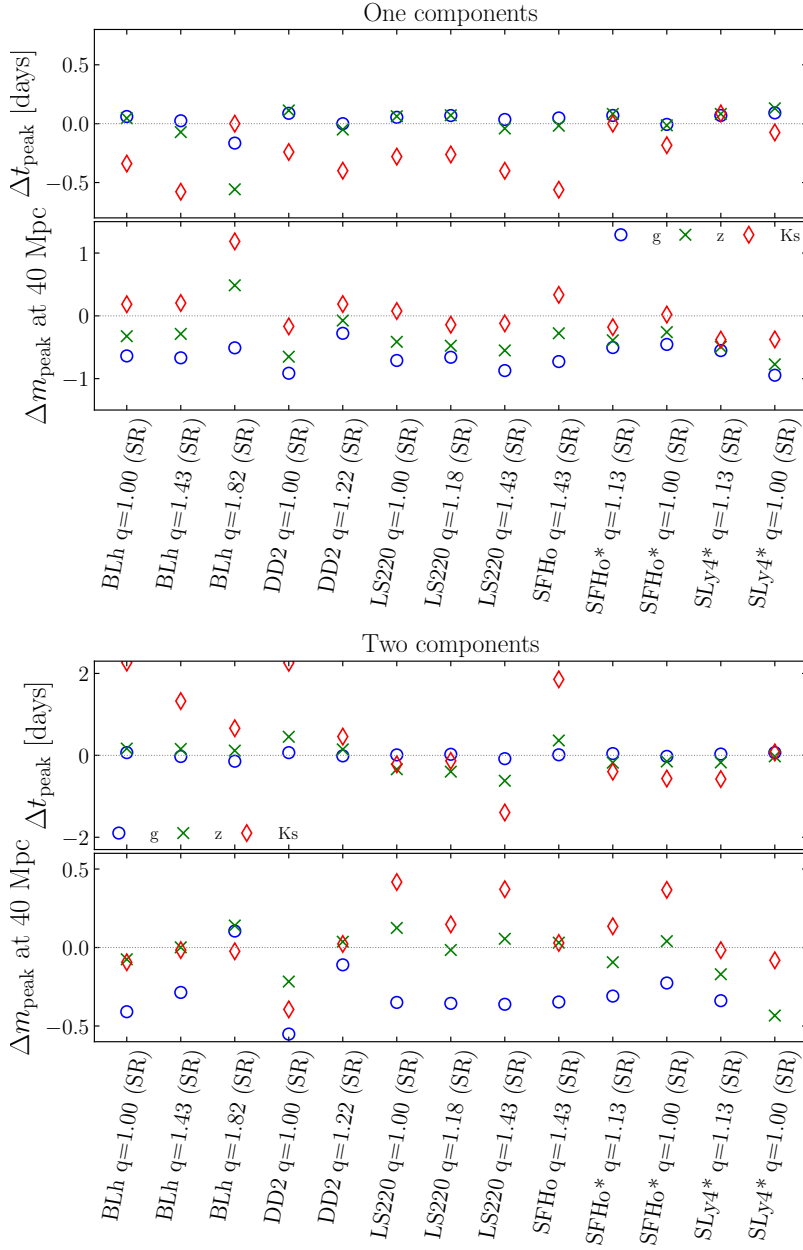 One components
Δt_peak [days]
0.5
0.0
−0.5
Δm_peak at 40 Mpc
1
0
−1
g z Ks
BLh q=1.00 (SR)
BLh q=1.43 (SR)
BLh q=1.82 (SR)
DD2 q=1.00 (SR)
DD2 q=1.22 (SR)
LS220 q=1.00 (SR)
LS220 q=1.18 (SR)
LS220 q=1.43 (SR)
SFHo q=1.43 (SR)
SFHo* q=1.13 (SR)
SFHo* q=1.00 (SR)
SLy4* q=1.13 (SR)
SLy4* q=1.00 (SR)
Two components
Δt_peak [days]
2
0
−2
g z Ks
Δm_peak at 40 Mpc
0.5
0.0
−0.5
BLh q=1.00 (SR)
BLh q=1.43 (SR)
BLh q=1.82 (SR)
DD2 q=1.00 (SR)
DD2 q=1.22 (SR)
LS220 q=1.00 (SR)
LS220 q=1.18 (SR)
LS220 q=1.43 (SR)
SFHo q=1.43 (SR)
SFHo* q=1.13 (SR)
SFHo* q=1.00 (SR)
SLy4* q=1.13 (SR)
SLy4* q=1.00 (SR)